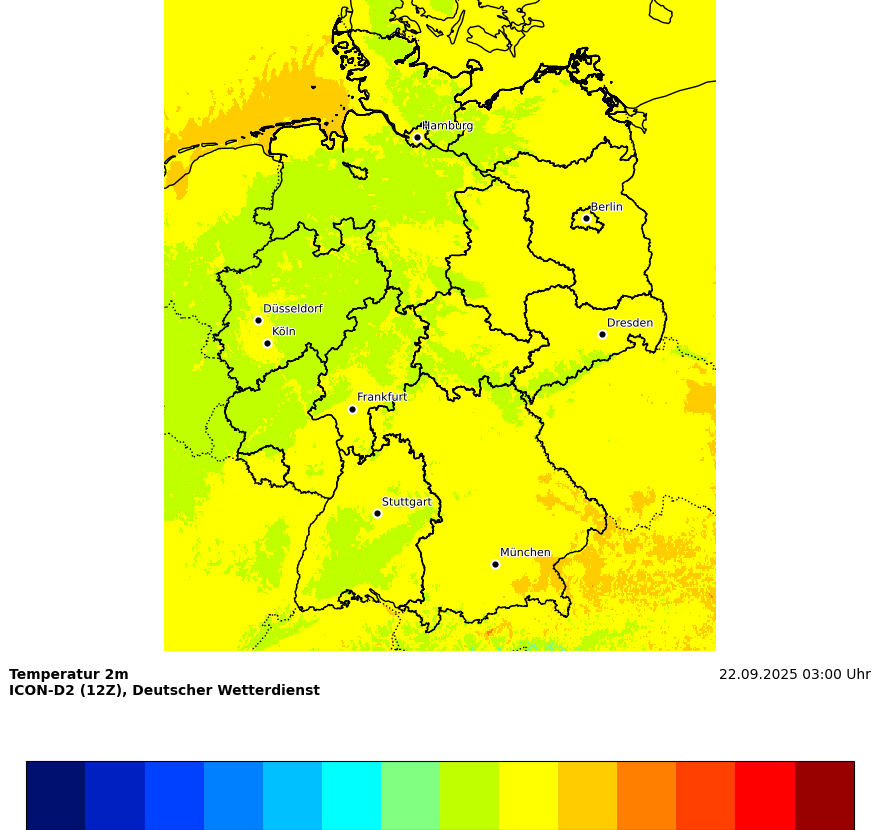 Hamburg
Berlin
Düsseldorf
Köln
Dresden
Frankfurt
Stuttgart
München
Temperatur 2m
22.09.2025 03:00 Uhr
ICON-D2 (12Z), Deutscher Wetterdienst